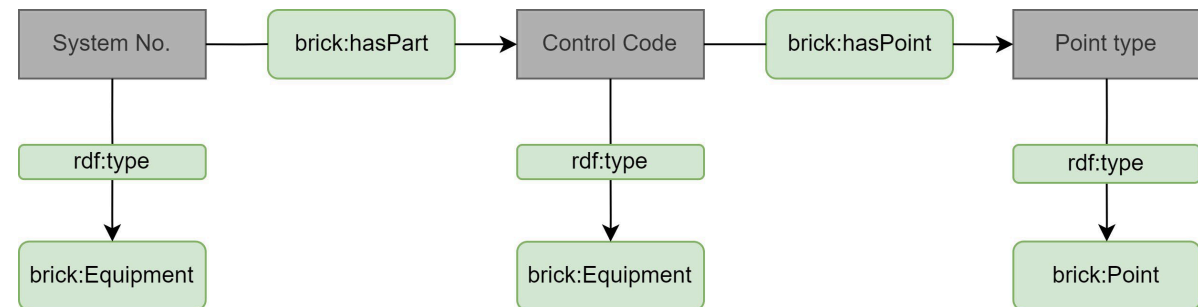 System No.
brick:hasPart
Control Code
brick:hasPoint
Point type
rdf:type
rdf:type
rdf:type
brick:Equipment
brick:Equipment
brick:Point